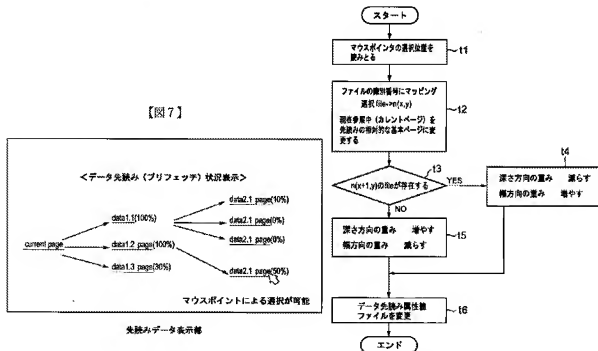 【図7】
<データ先読み(プリフェッチ)状況表示>
current page
data1.1(100%)
data1.2 page(100%)
data1.3 page(30%)
data2.1 page(10%)
data2.1 page(0%)
data2.1 page(0%)
data2.1 page(50%)
マウスポイントによる選択が可能
先読みデータ表示部
スタート
マウスポインタの選択位置を
読みとる
t1
ファイルの識別番号にマッピング
選択 file->n(x,y)
現在参照中(カレントページ)を
先読みの相対的な基本ページに変
更する
t2
n(x+1,y)のfileが存在する
t3
YES
NO
t4
深さ方向の重み 減らす
幅方向の重み 増やす
深さ方向の重み 増やす
幅方向の重み 減らす
t5
データ先読み属性値
ファイルを変更
t6
エンド